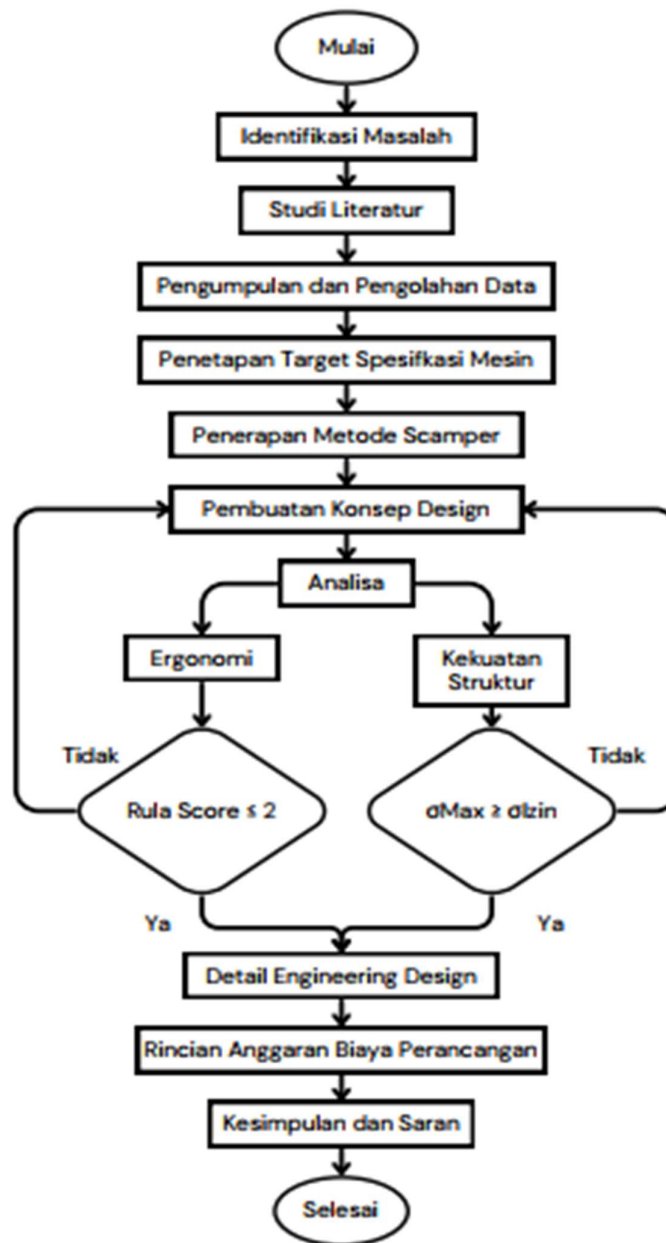 Mulai
Identifikasi Masalah
Studi Literatur
Pengumpulan dan Pengolahan Data
Penetapan Target Spesifkasi Mesin
Penerapan Metode Scamper
Pembuatan Konsep Design
Analisa
Ergonomi
Kekuatan
Struktur
Tidak
Tidak
Rula Score ≤ 2
σMax ≥ σIzin
Ya
Ya
Detail Engineering Design
Rincian Anggaran Biaya Perancangan
Kesimpulan dan Saran
Selesai